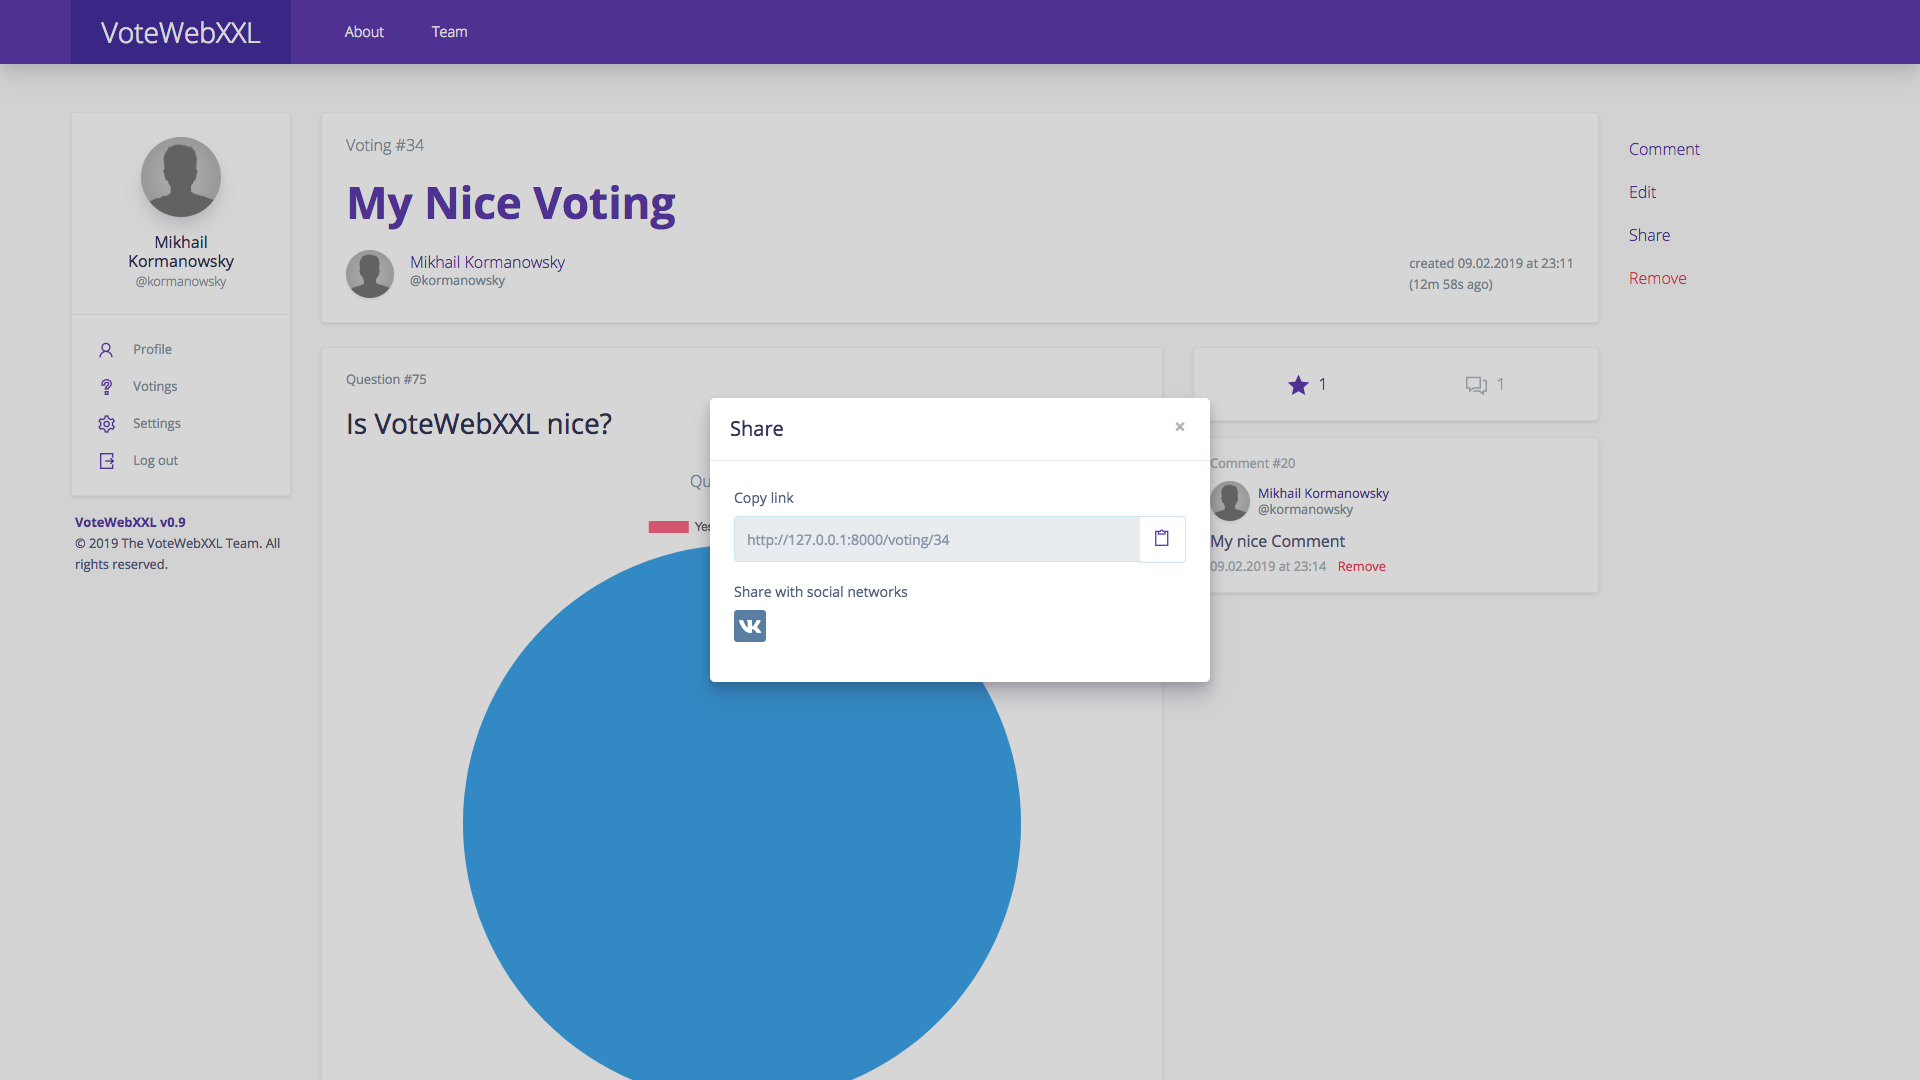 VoteWebXXL
About
Team
Mikhail
Kormanowsky
@kormanowsky
Profile
Votings
Settings
Log out
VoteWebXXL v0.9
© 2019 The VoteWebXXL Team. All
rights reserved.
Voting #34
My Nice Voting
Mikhail Kormanowsky
@kormanowsky
created 09.02.2019 at 23:11
(12m 58s ago)
Comment
Edit
Share
Remove
Question #75
Is VoteWebXXL nice?
Qu
Yes
Share
×
Copy link
http://127.0.0.1:8000/voting/34
Share with social networks
1
1
Comment #20
Mikhail Kormanowsky
@kormanowsky
My nice Comment
09.02.2019 at 23:14 Remove